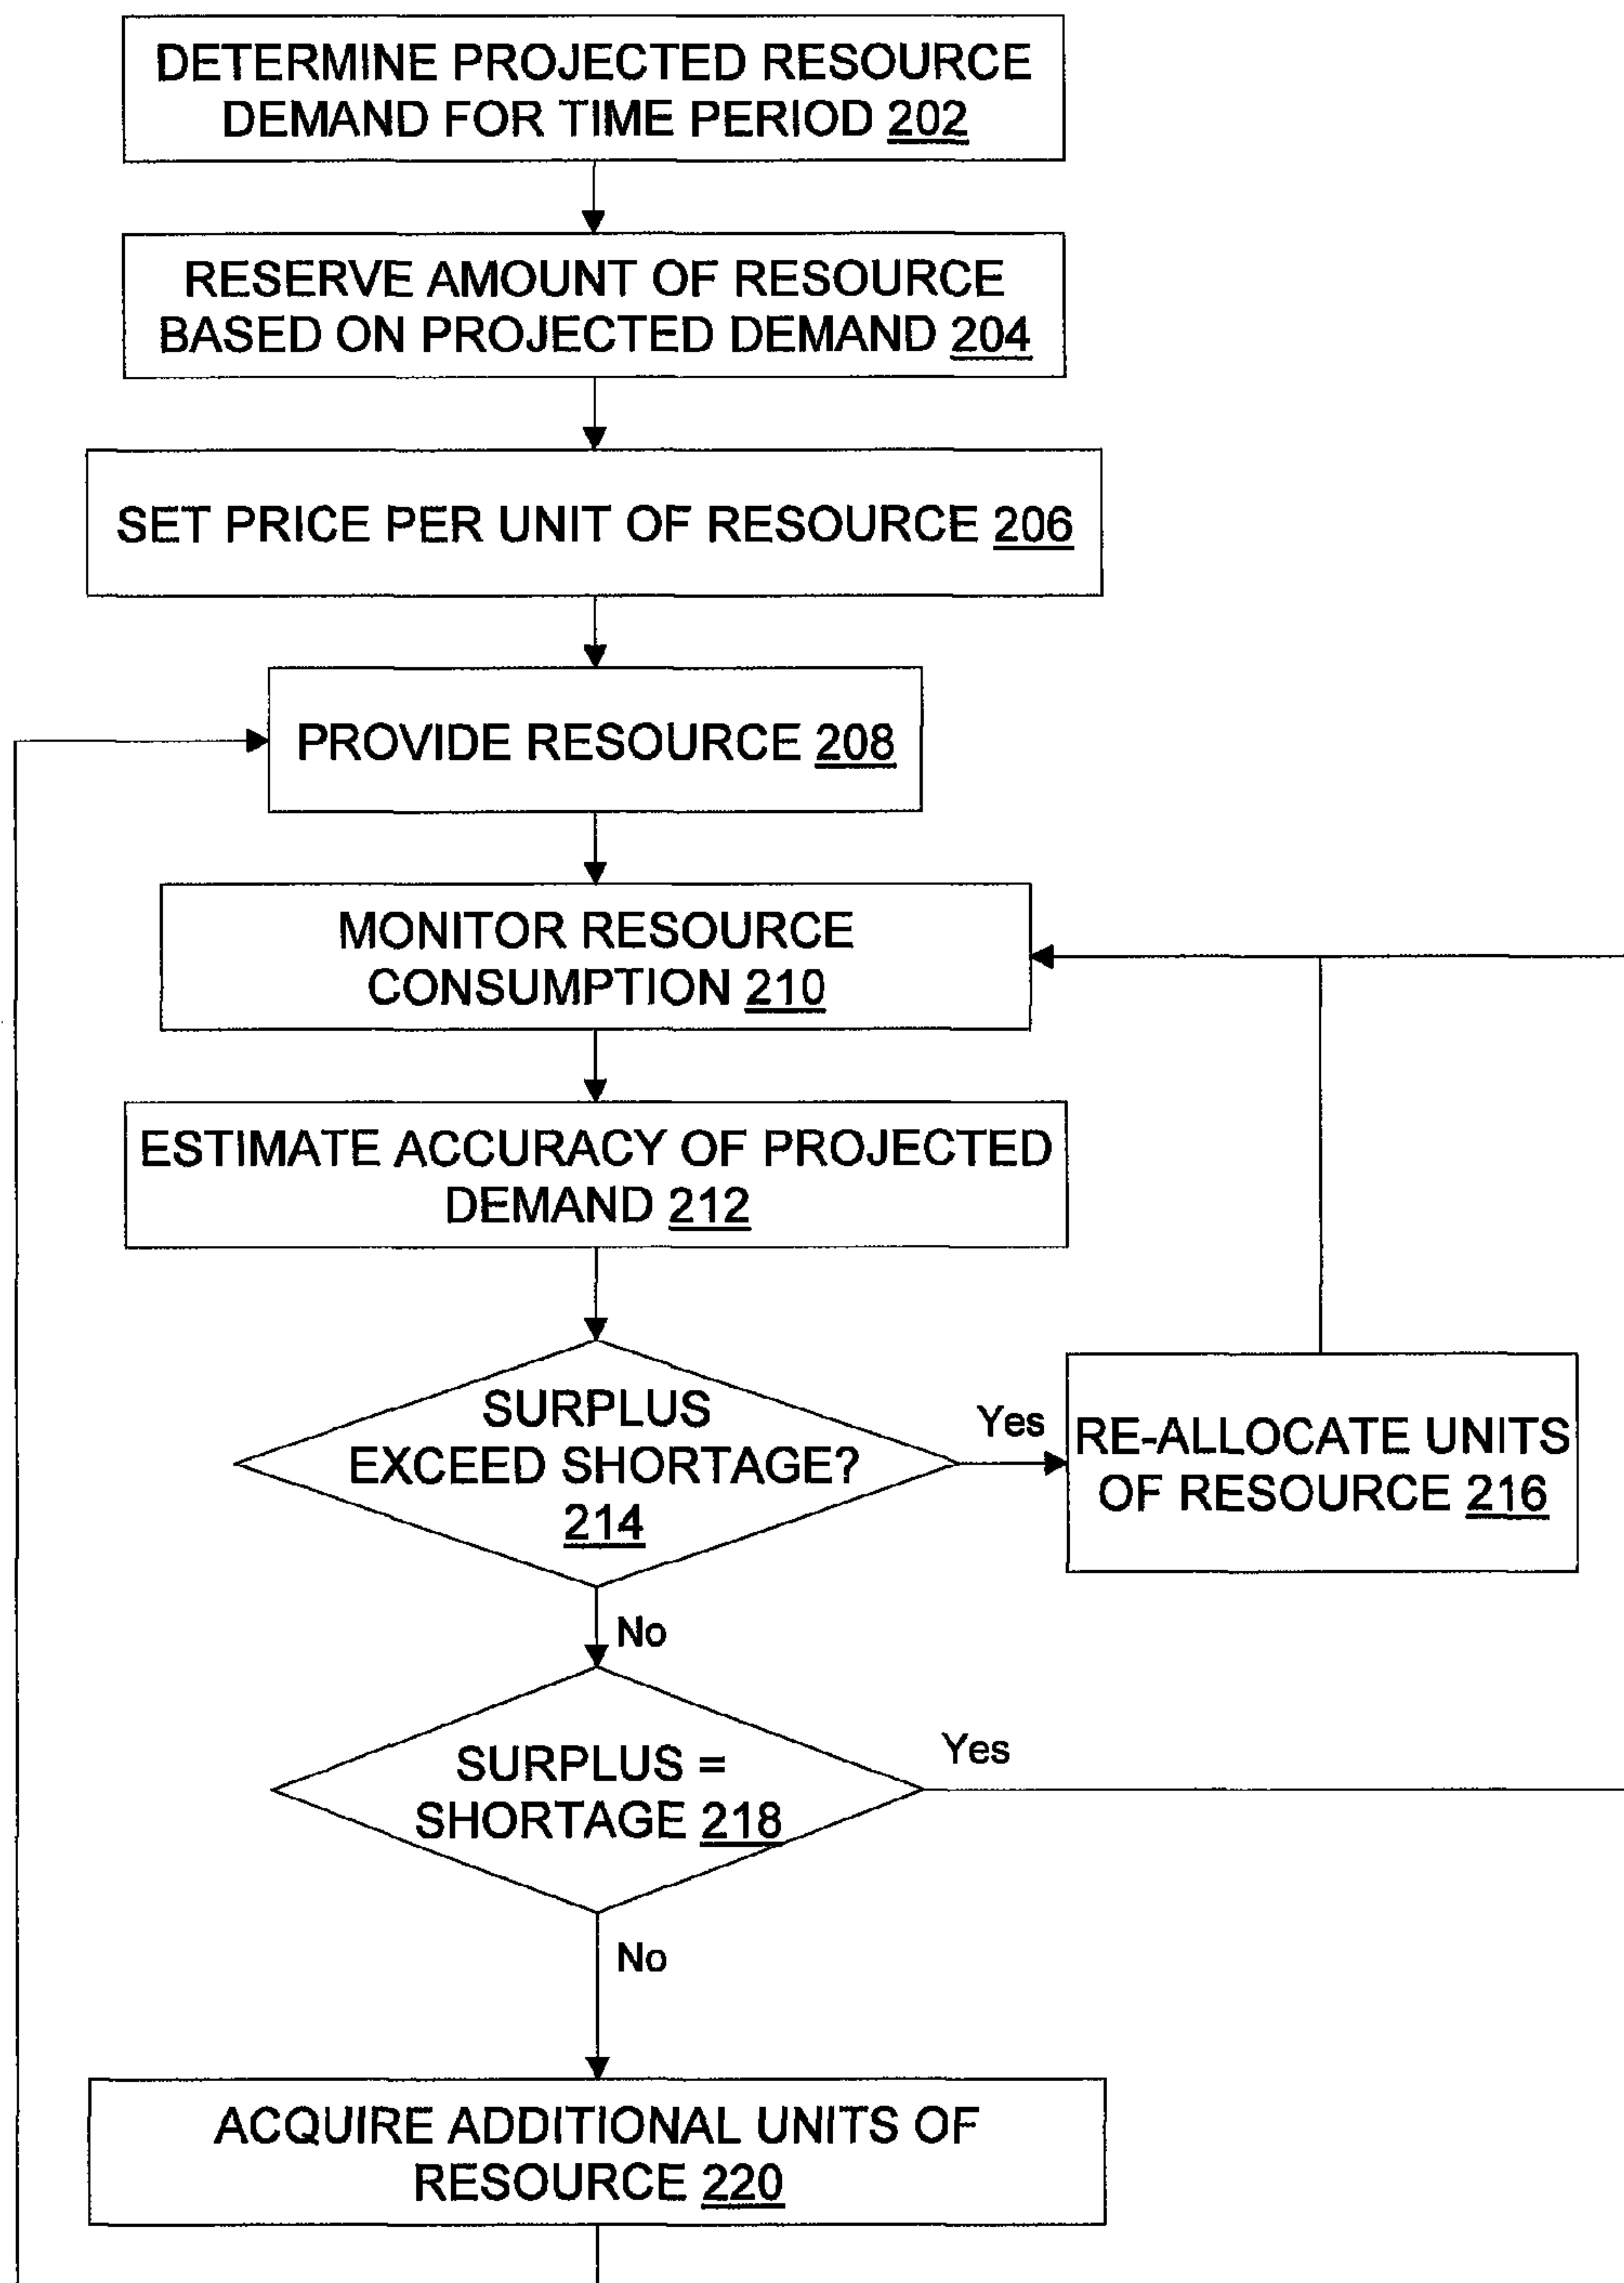 DETERMINE PROJECTED RESOURCE
DEMAND FOR TIME PERIOD 202
RESERVE AMOUNT OF RESOURCE
BASED ON PROJECTED DEMAND 204
SET PRICE PER UNIT OF RESOURCE 206
PROVIDE RESOURCE 208
MONITOR RESOURCE
CONSUMPTION 210
ESTIMATE ACCURACY OF PROJECTED
DEMAND 212
SURPLUS
EXCEED SHORTAGE?
214
Yes
RE-ALLOCATE UNITS
OF RESOURCE 216
No
SURPLUS =
SHORTAGE 218
Yes
No
ACQUIRE ADDITIONAL UNITS OF
RESOURCE 220